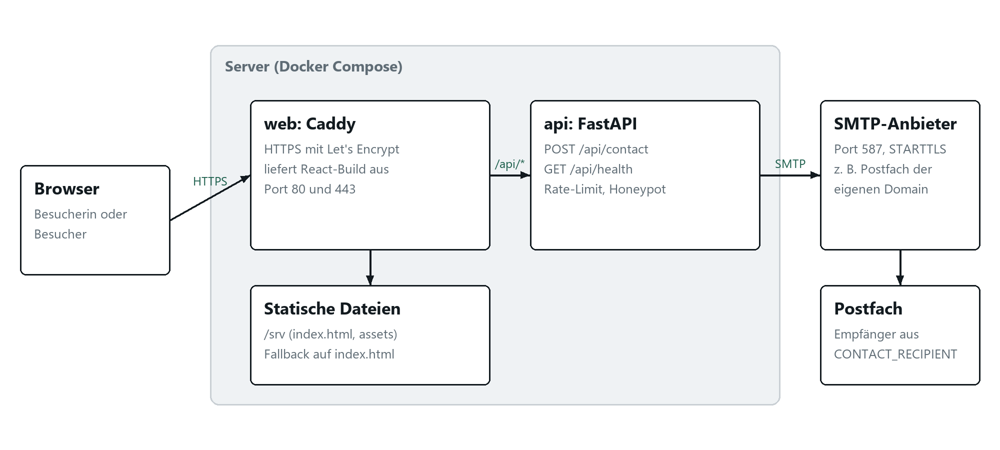 Server (Docker Compose)
Browser
Besucherin oder
Besucher
HTTPS
web: Caddy
HTTPS mit Let's Encrypt
liefert React-Build aus
Port 80 und 443
/api/*
api: FastAPI
POST /api/contact
GET /api/health
Rate-Limit, Honeypot
SMTP
SMTP-Anbieter
Port 587, STARTTLS
z. B. Postfach der
eigenen Domain
Statische Dateien
/srv (index.html, assets)
Fallback auf index.html
Postfach
Empfänger aus
CONTACT_RECIPIENT